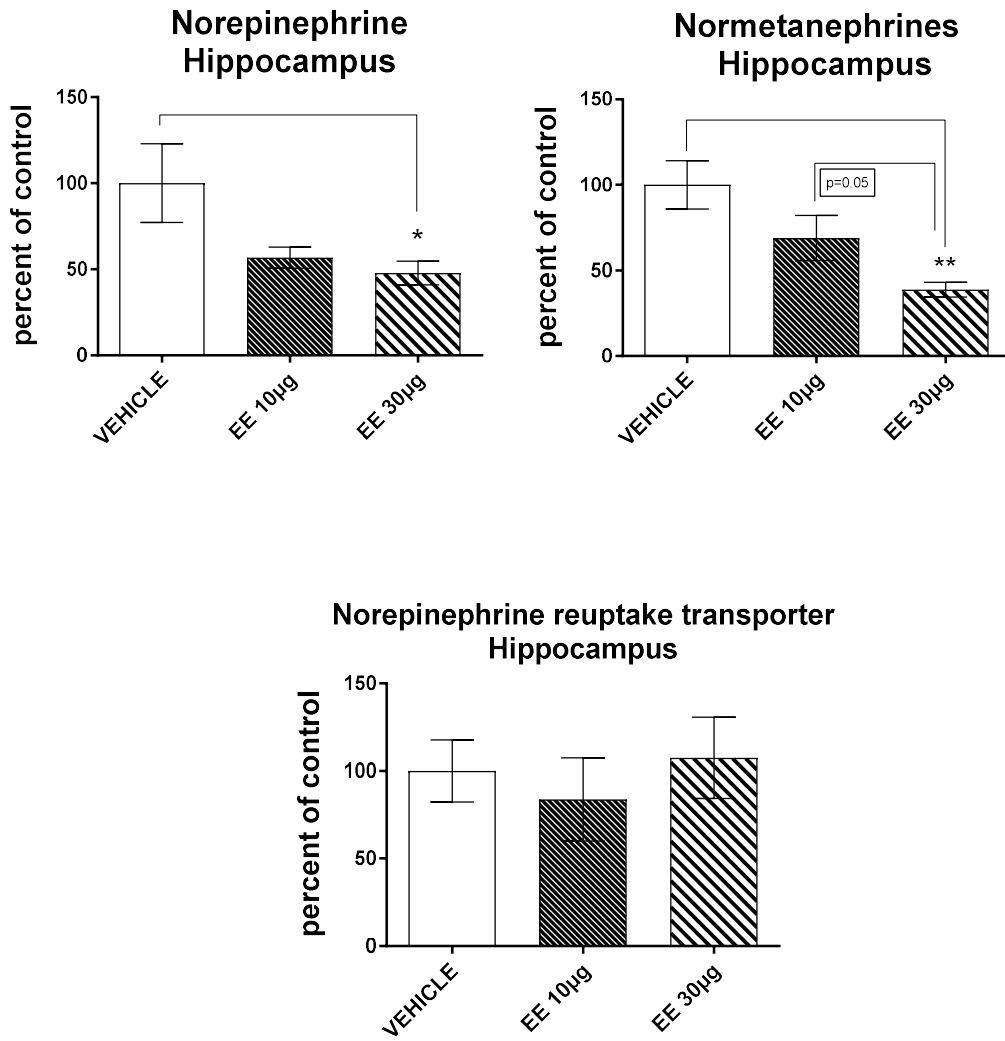 Norepinephrine
Hippocampus
percent of control
150
100
50
0
*
VEHICLE
EE 10µg
EE 30µg
Normetanephrines
Hippocampus
percent of control
150
100
50
0
p=0.05
**
VEHICLE
EE 10µg
EE 30µg
Norepinephrine reuptake transporter
Hippocampus
percent of control
150
100
50
0
VEHICLE
EE 10µg
EE 30µg